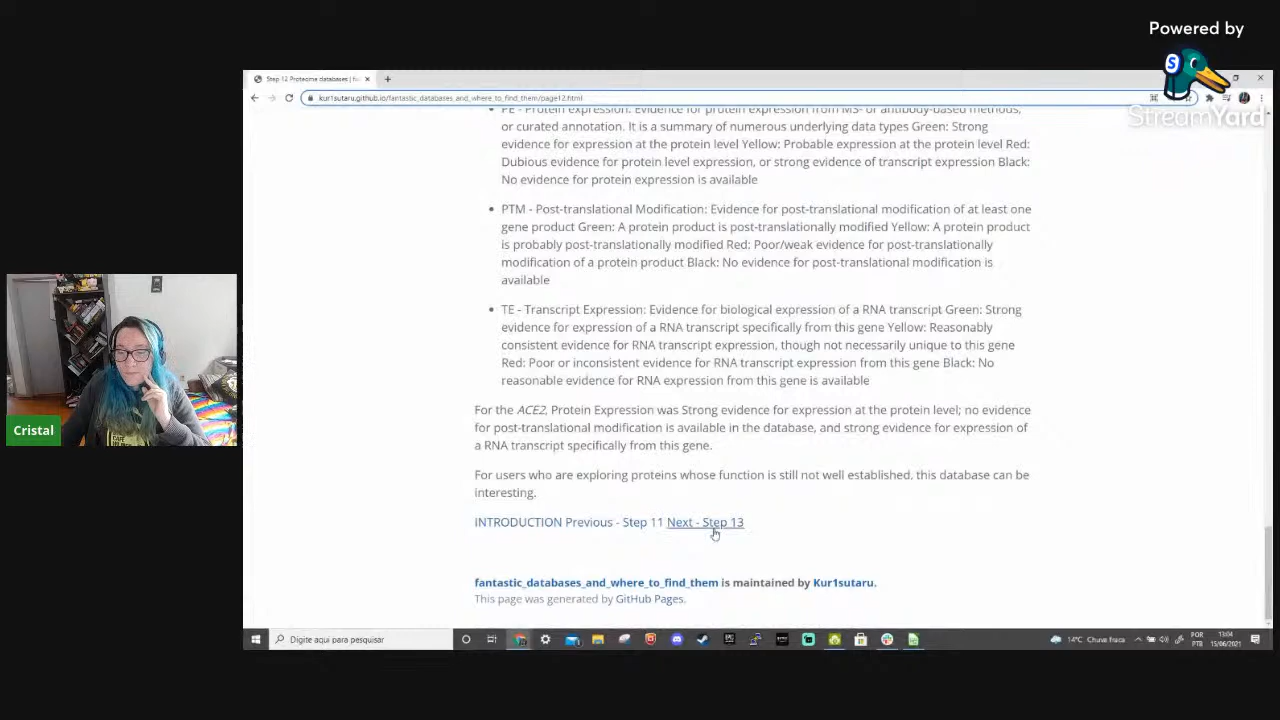 Powered by
S
StreamYard
Step 12 Proteome databases | fa
kur1sutaru.github.io/fantastic_databases_and_where_to_find_them/page12.html
PE - Protein expression: Evidence for protein expression from MS- or antibody-based methods,
or curated annotation. It is a summary of numerous underlying data types Green: Strong
evidence for expression at the protein level Yellow: Probable expression at the protein level Red:
Dubious evidence for protein level expression, or strong evidence of transcript expression Black:
No evidence for protein expression is available
PTM - Post-translational Modification: Evidence for post-translational modification of at least one
gene product Green: A protein product is post-translationally modified Yellow: A protein product
is probably post-translationally modified Red: Poor/weak evidence for post-translationally
modification of a protein product Black: No evidence for post-translational modification is
available
TE - Transcript Expression: Evidence for biological expression of a RNA transcript Green: Strong
evidence for expression of a RNA transcript specifically from this gene Yellow: Reasonably
consistent evidence for RNA transcript expression, though not necessarily unique to this gene
Red: Poor or inconsistent evidence for RNA transcript expression from this gene Black: No
reasonable evidence for RNA expression from this gene is available
For the ACE2, Protein Expression was Strong evidence for expression at the protein level; no evidence
for post-translational modification is available in the database, and strong evidence for expression of
a RNA transcript specifically from this gene.
For users who are exploring proteins whose function is still not well established, this database can be
interesting.
INTRODUCTION Previous - Step 11 Next - Step 13
fantastic_databases_and_where_to_find_them is maintained by Kur1sutaru.
This page was generated by GitHub Pages.
Cristal
Digite aqui para pesquisar
14°C Chuva fraca
POR
PTB
13:04
15/06/2021